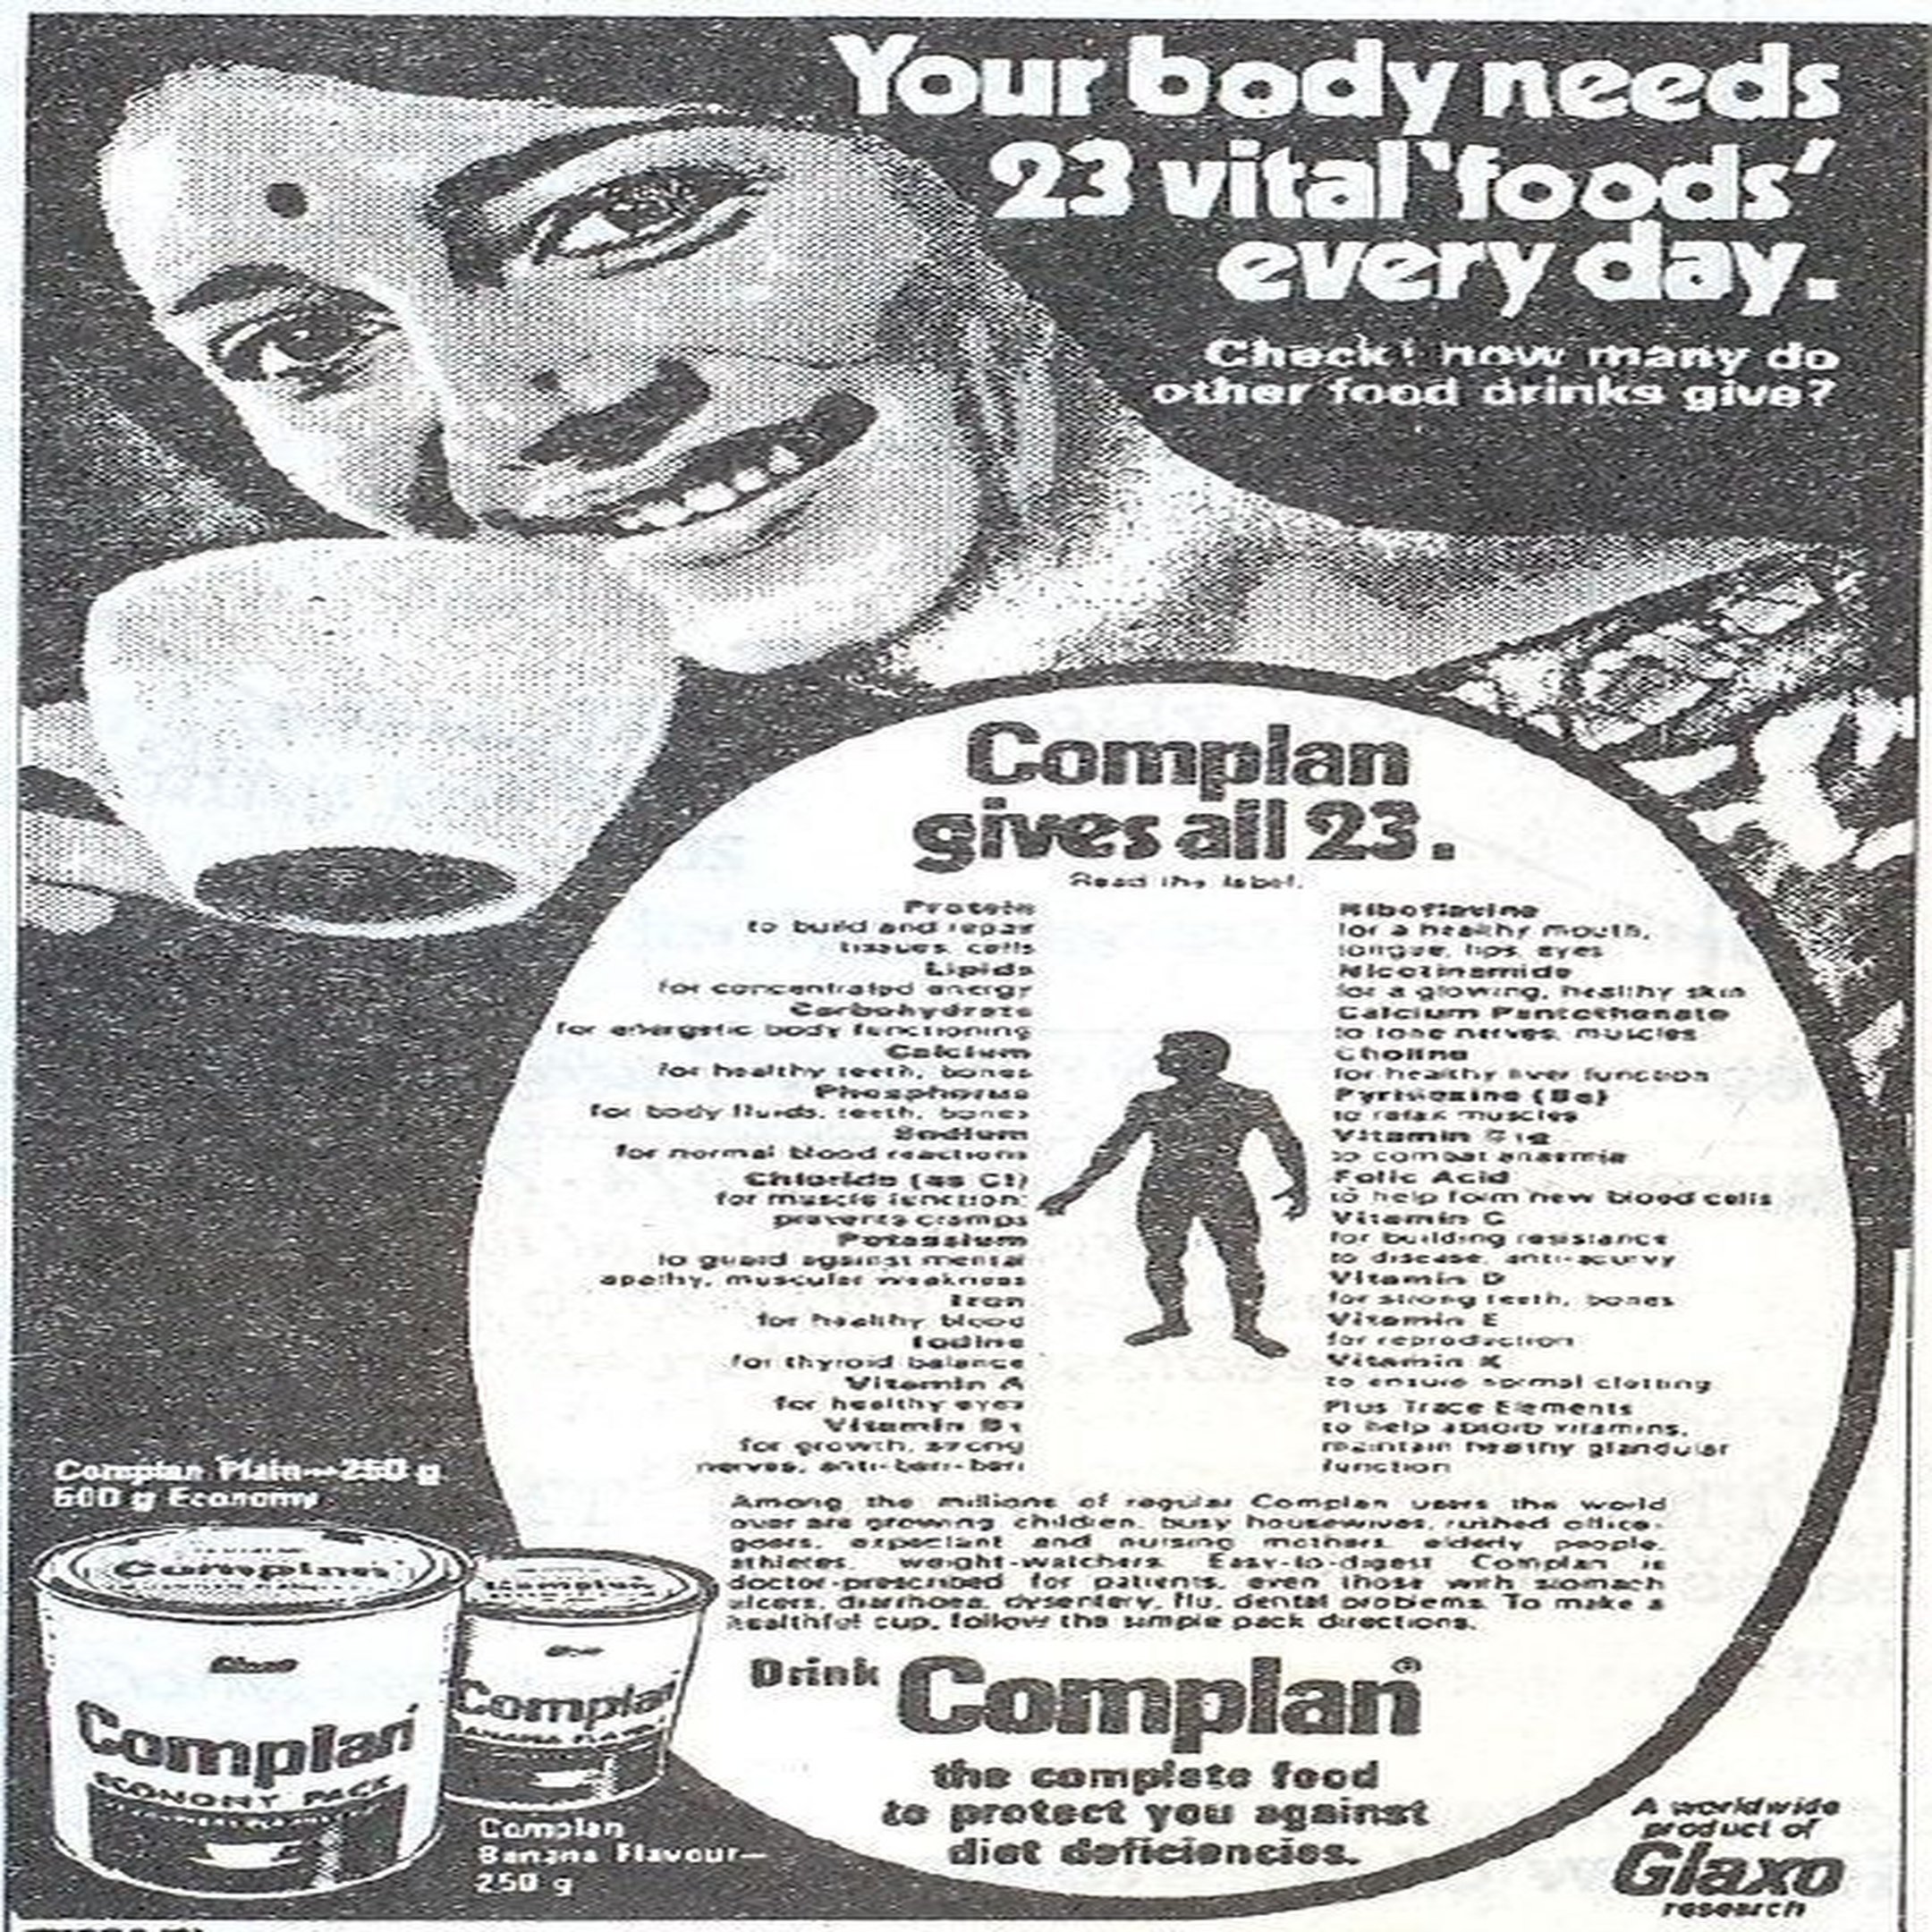 Your body needs
23 vital 'foods'
every day.
Check! how many do
other food drinks give?
Complan
gives all 23.
Read the label.
Protein
to build and repair
tissues, cells
Lipids
for concentrated energy
Carbohydrate
for energetic body functioning
Calcium
for healthy teeth, bones
Phosphorus
for body fluids, teeth, bones
Sodium
for normal blood reactions
Chloride (as Cl)
for muscle function:
prevents cramps
Potassium
to guard against mental
apathy, muscular weakness
Iron
for healthy blood
Iodine
for thyroid balance
Vitamin A
for healthy eyes
Vitamin B1
for growth, strong
nerves, anti-beri-beri
Riboflavine
for a healthy mouth,
tongue, lips, eyes
Nicotinamide
for a glowing, healthy skin
Calcium Pantothenate
to tone nerves, muscles
Choline
for healthy liver function
Pyridoxine (B6)
to relax muscles
Vitamin B12
to combat anaemia
Folic Acid
to help form new blood cells
Vitamin C
for building resistance
to disease, anti-scurvy
Vitamin D
for strong teeth, bones
Vitamin E
for reproduction
Vitamin K
to ensure normal clotting
Plus Trace Elements
to help absorb vitamins,
maintain healthy glandular
function
Among the millions of regular Complan users the world
over are growing children, busy housewives, rushed office-
goers, expectant and nursing mothers, elderly people,
athletes, weight-watchers. Easy-to-digest Complan is
doctor-prescribed for patients, even those with stomach
ulcers, diarrhoea, dysentery, flu, dental problems. To make a
healthful cup, follow the simple pack directions.
Drink Complan®
the complete food
to protect you against
diet deficiencies.
Complan Plain—250 g
500 g Economy
Complan
Glaxo
Complan
ECONOMY PACK
Complan
Glaxo
Complan
BANANA FLAVOUR
Complan
Banana Flavour—
250 g
A worldwide
product of
Glaxo
research